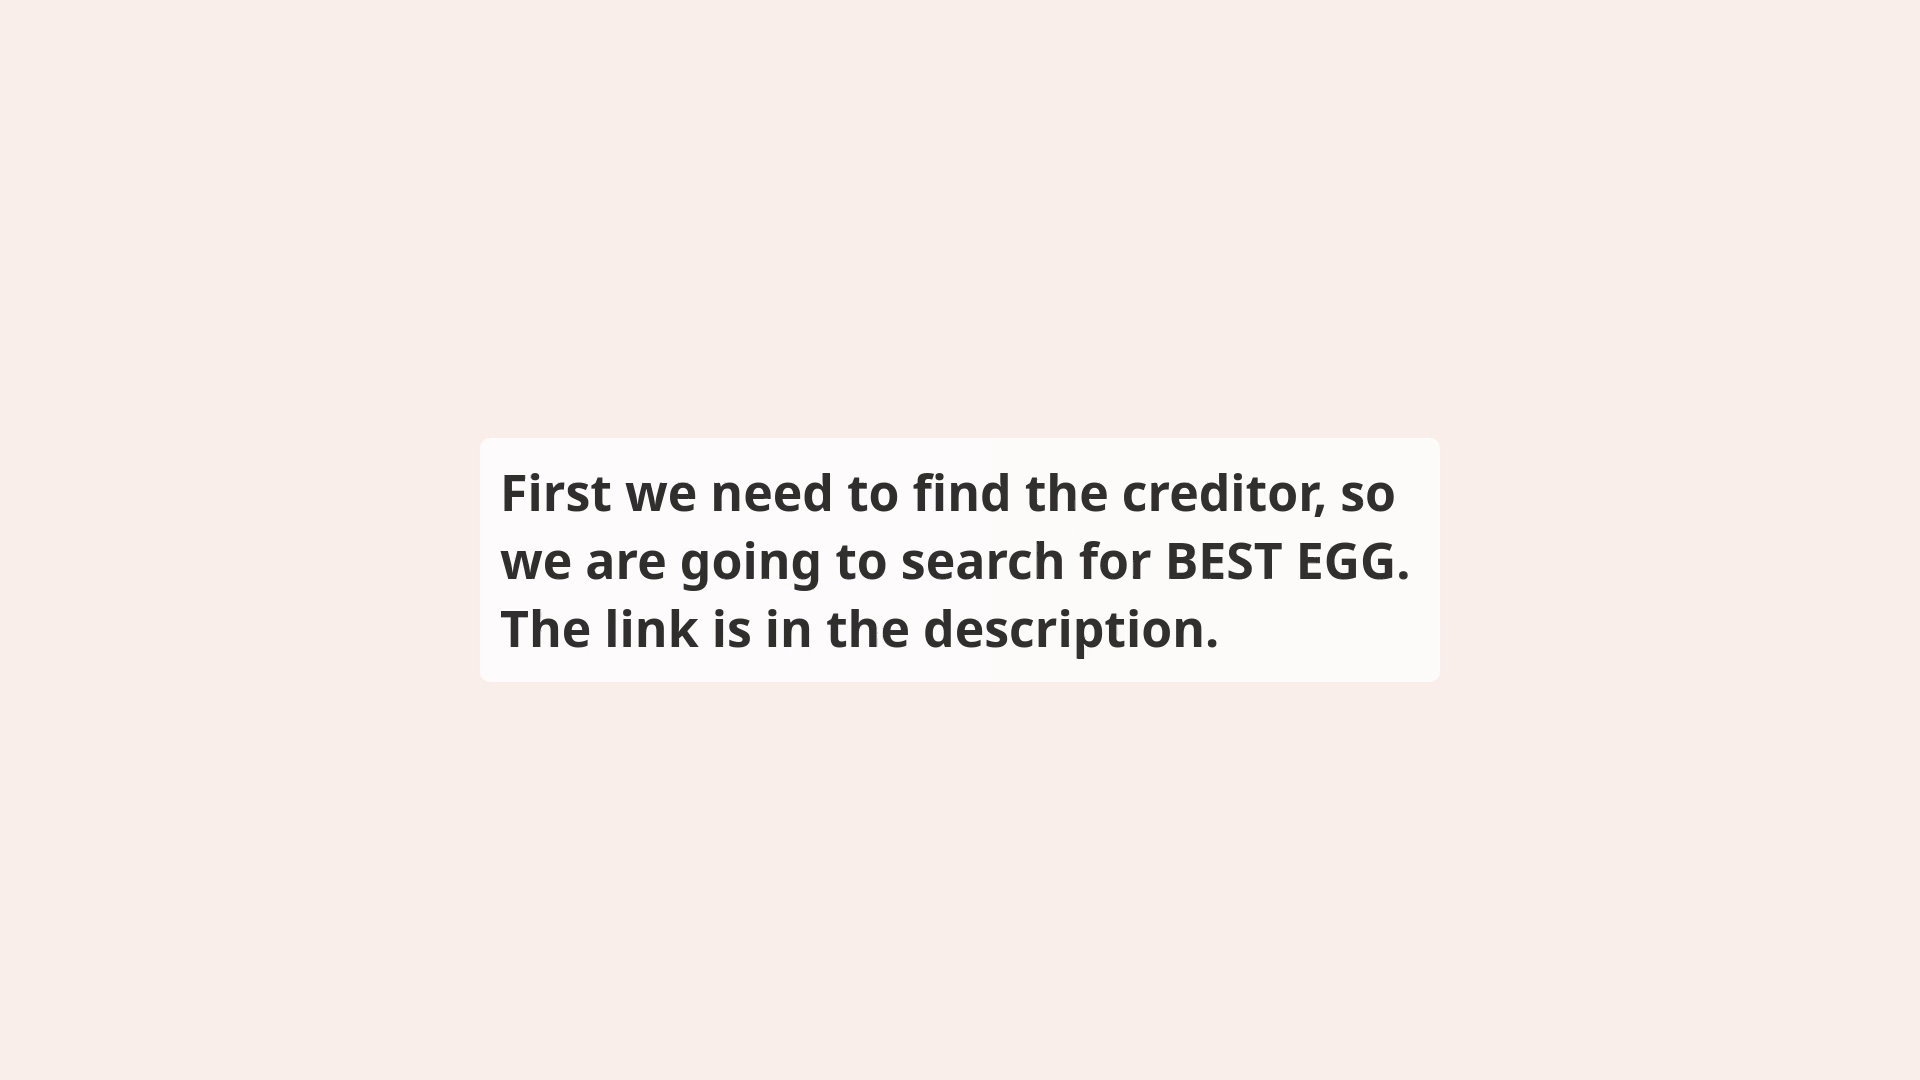 First we need to find the creditor, so
we are going to search for BEST EGG.
The link is in the description.